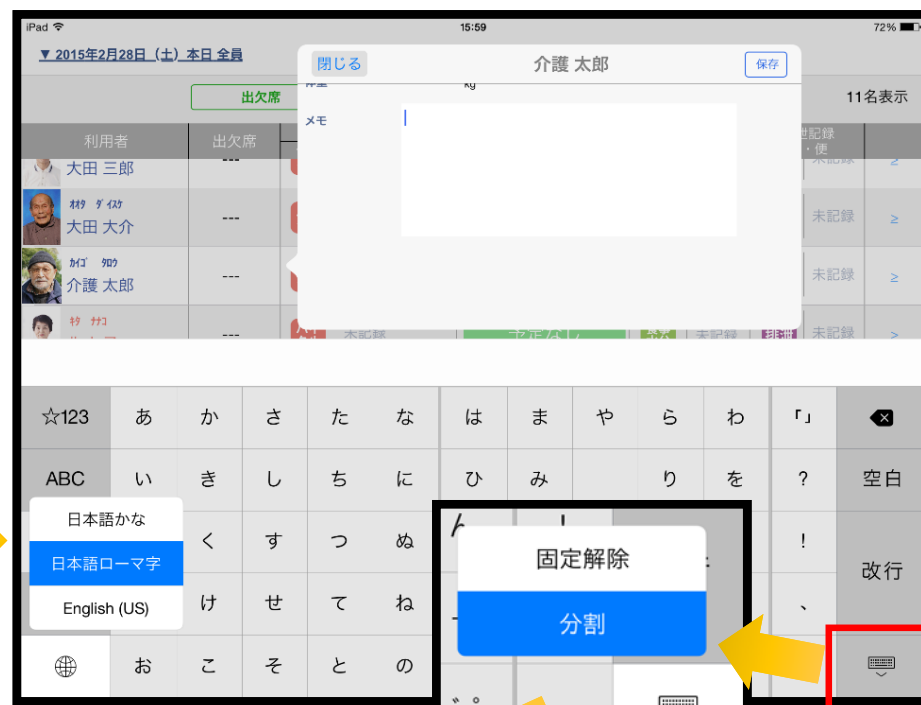 iPad 15:59 72%
▼ 2015年2月28日（土） 本日 全員
閉じる 介護 太郎 保存
出欠席 kg 11名表示
メモ
利用者 出欠席
大田 三郎 ---
ｵｵﾀ ﾀﾞｲｽｹ
大田 大介 --- 未記録 ≥
ｶｲｺﾞ ﾀﾛｳ
介護 太郎 --- 未記録 ≥
ｷﾀ ﾅﾅｺ
--- 未記録 予定なし 未記録 排泄 未記録 ≥
☆123 あ か さ た な は ま や ら わ 「」
ABC い き し ち に ひ み り を ? 空白
日本語かな
日本語ローマ字 く す つ ぬ ! 改行
English (US) け せ て ね 、
お こ そ と の
固定解除
分割